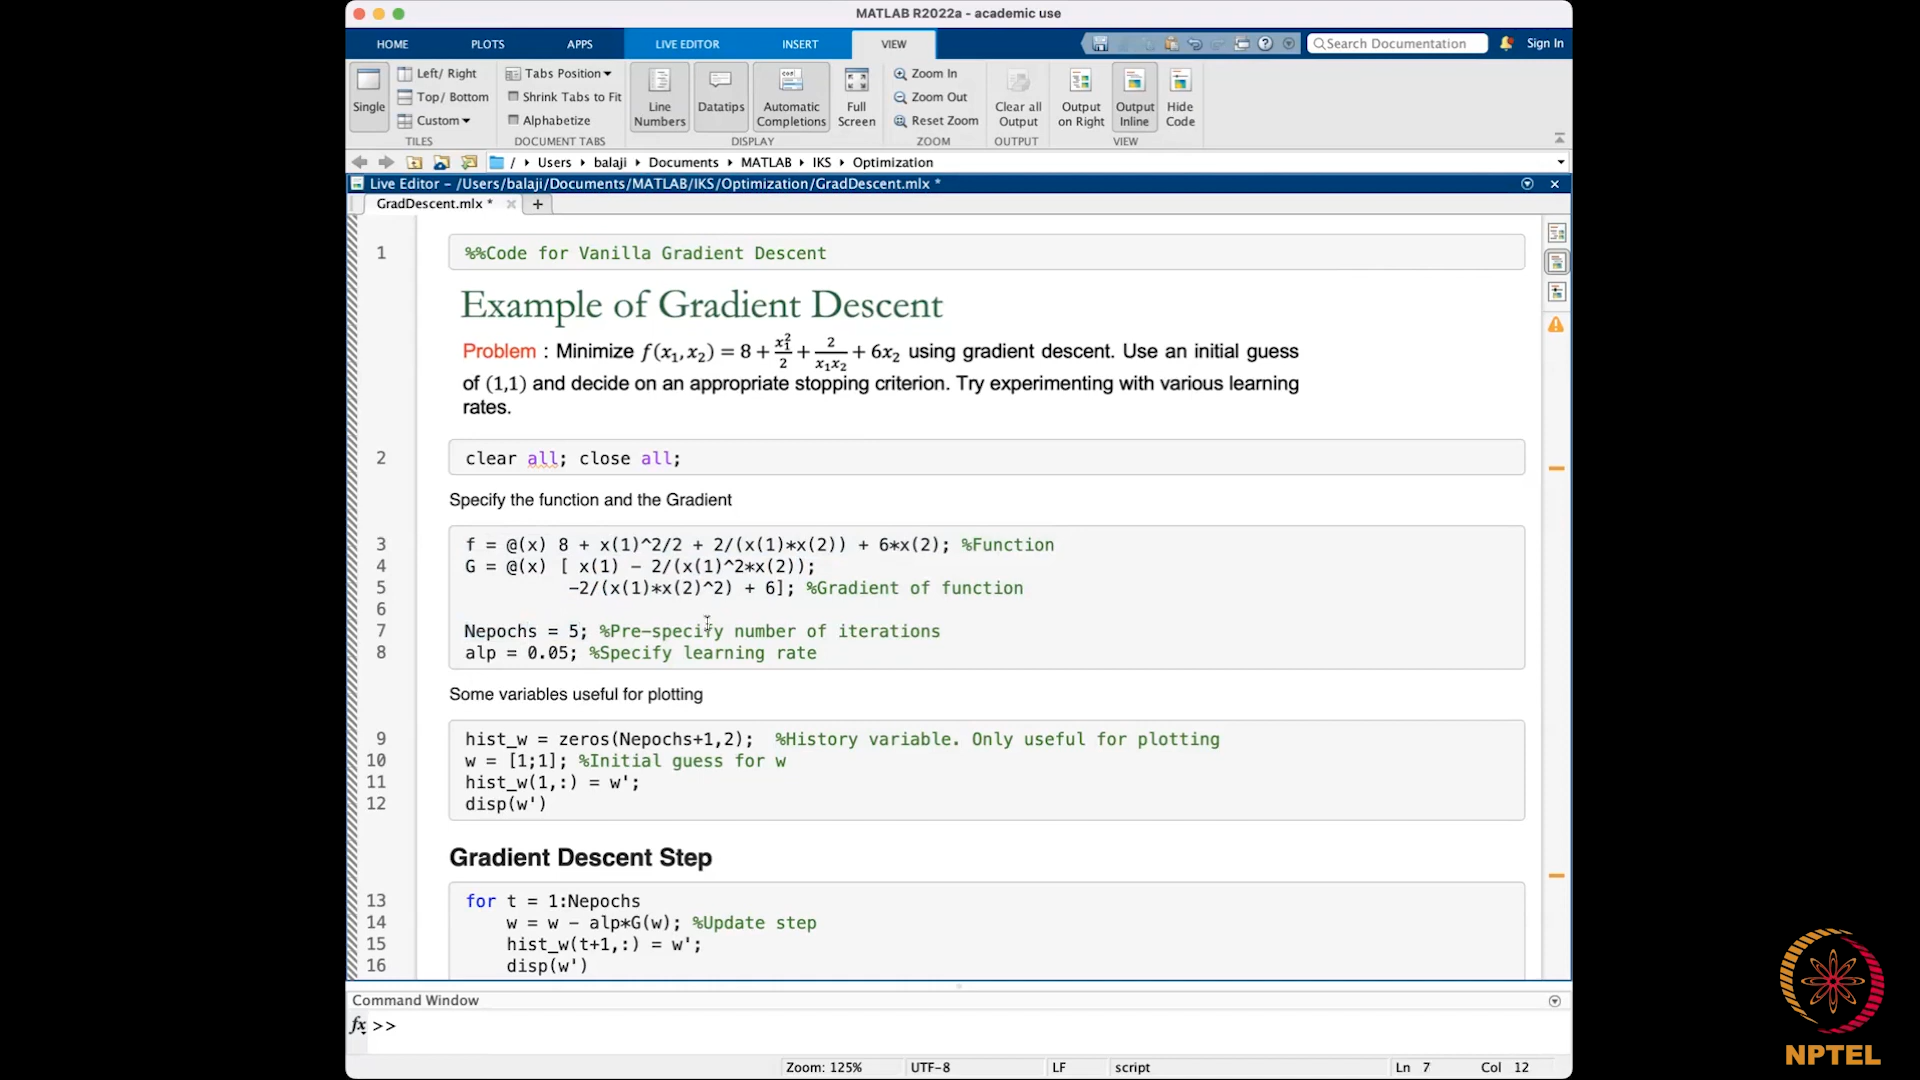 MATLAB R2022a - academic use
HOME PLOTS APPS LIVE EDITOR INSERT VIEW Search Documentation Sign In
Single Left/ Right Top/ Bottom Custom TILES
Tabs Position Shrink Tabs to Fit Alphabetize DOCUMENT TABS
Line Numbers Datatips Automatic Completions Full Screen DISPLAY
Zoom In Zoom Out Reset Zoom ZOOM
Clear all Output OUTPUT
Output on Right Output Inline Hide Code VIEW
/ Users balaji Documents MATLAB IKS Optimization
Live Editor - /Users/balaji/Documents/MATLAB/IKS/Optimization/GradDescent.mlx *
GradDescent.mlx * × +
1 %%Code for Vanilla Gradient Descent
Example of Gradient Descent
Problem : Minimize f(x₁, x₂) = 8 + x₁²/2 + 2/(x₁x₂) + 6x₂ using gradient descent. Use an initial guess
of (1,1) and decide on an appropriate stopping criterion. Try experimenting with various learning
rates.
2 clear all; close all;
Specify the function and the Gradient
3 f = @(x) 8 + x(1)^2/2 + 2/(x(1)*x(2)) + 6*x(2); %Function
4 G = @(x) [ x(1) - 2/(x(1)^2*x(2));
5 -2/(x(1)*x(2)^2) + 6]; %Gradient of function
6
7 Nepochs = 5; %Pre-specify number of iterations
8 alp = 0.05; %Specify learning rate
Some variables useful for plotting
9 hist_w = zeros(Nepochs+1,2); %History variable. Only useful for plotting
10 w = [1;1]; %Initial guess for w
11 hist_w(1,:) = w';
12 disp(w')
Gradient Descent Step
13 for t = 1:Nepochs
14 w = w - alp*G(w); %Update step
15 hist_w(t+1,:) = w';
16 disp(w')
Command Window
fx >>
Zoom: 125% UTF-8 LF script Ln 7 Col 12
NPTEL